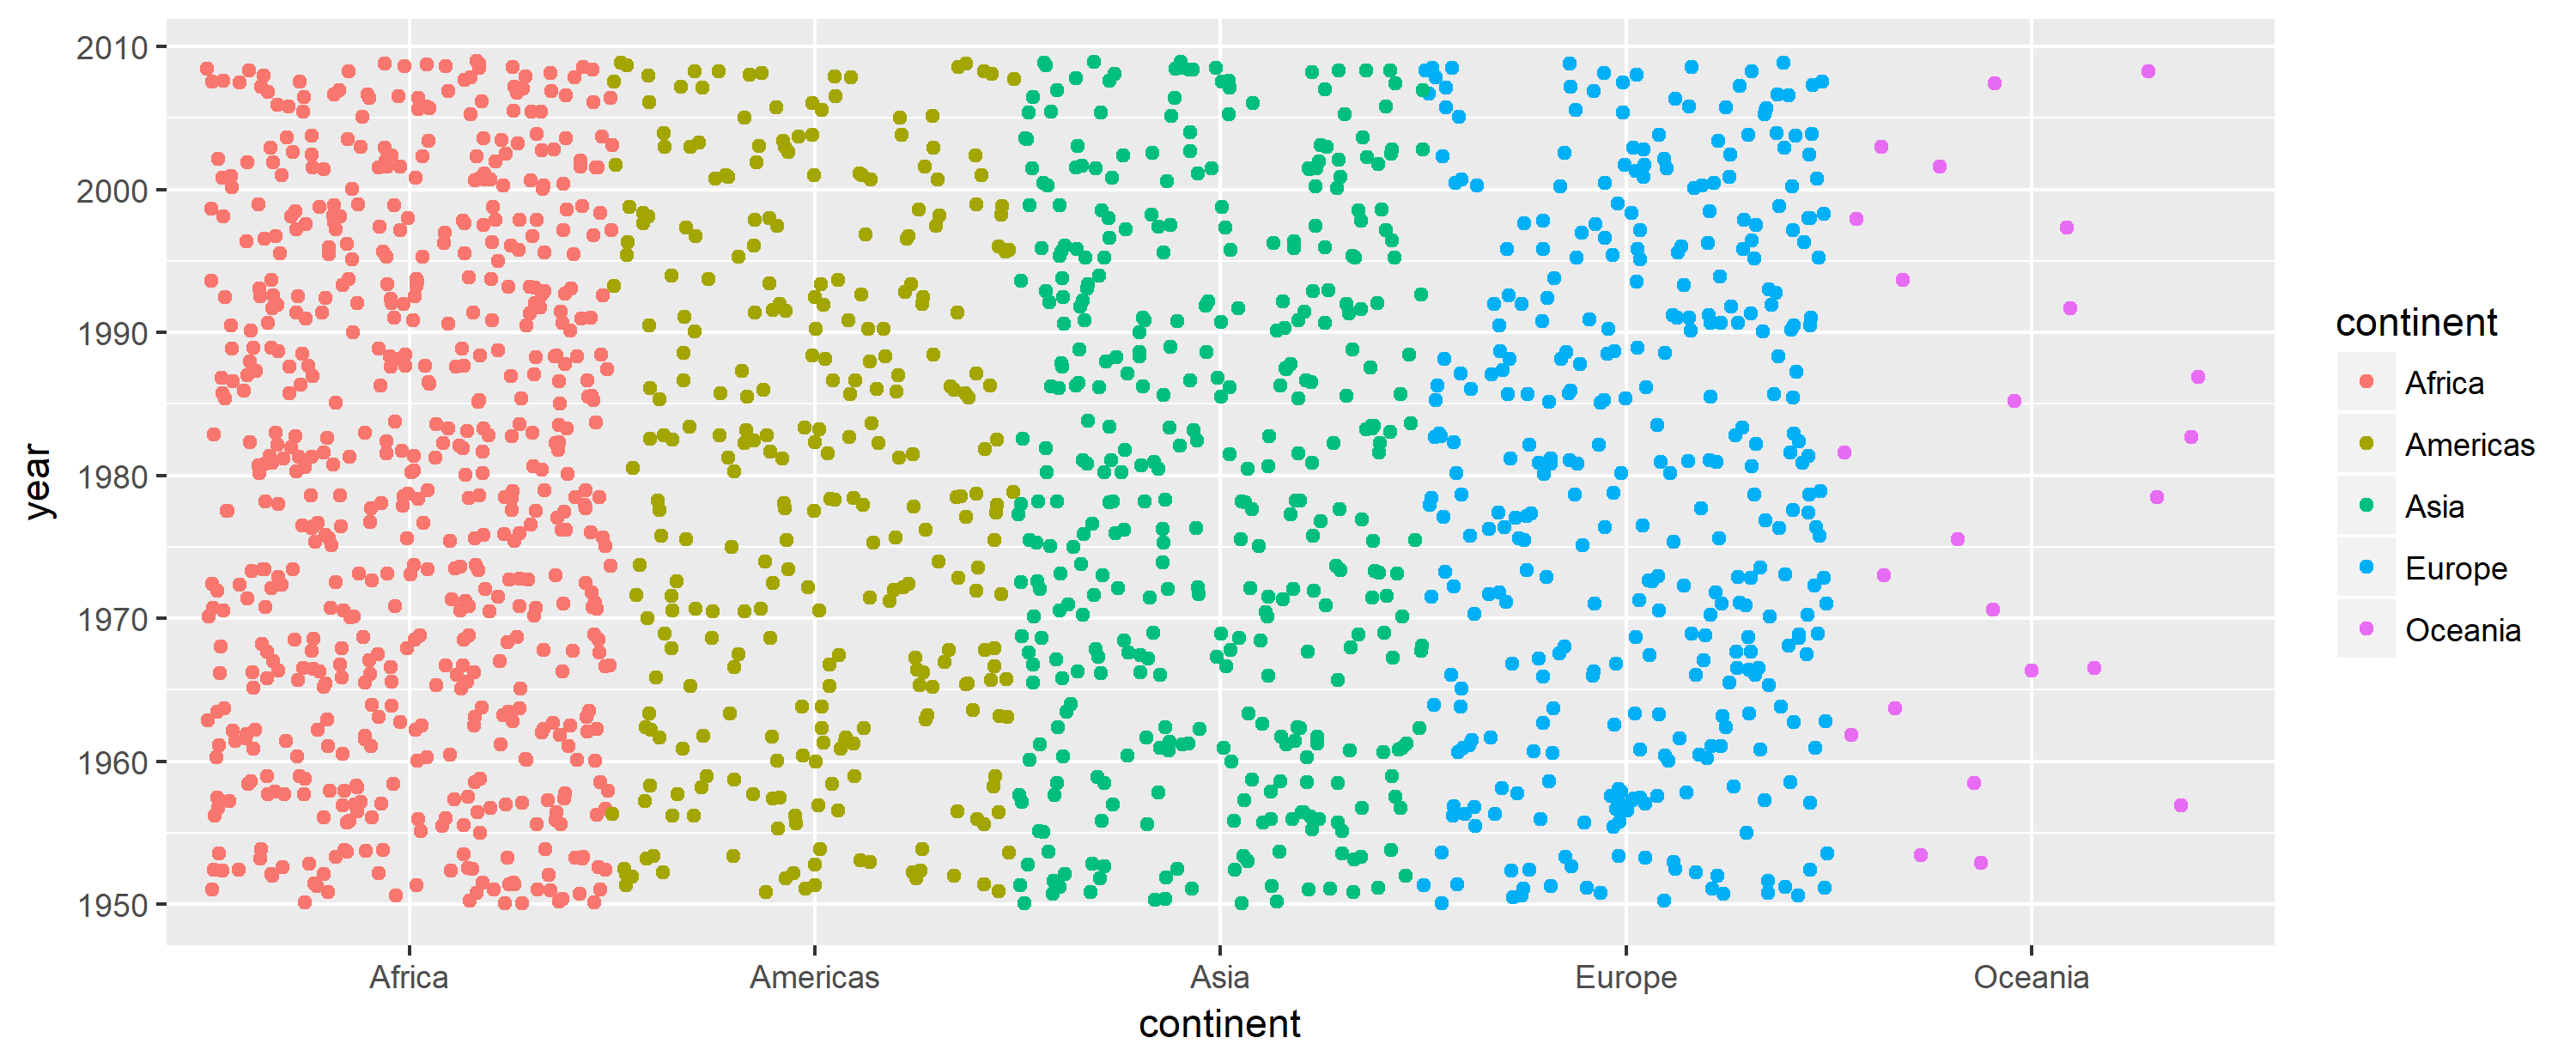 year
2010
2000
1990
1980
1970
1960
1950
Africa
Americas
Asia
Europe
Oceania
continent
continent
Africa
Americas
Asia
Europe
Oceania